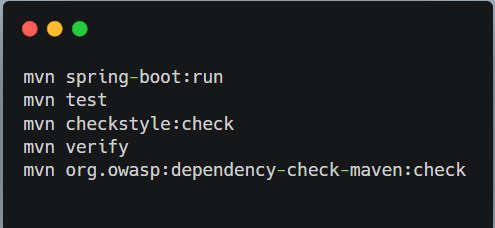 mvn spring-boot:run
mvn test
mvn checkstyle:check
mvn verify
mvn org.owasp:dependency-check-maven:check